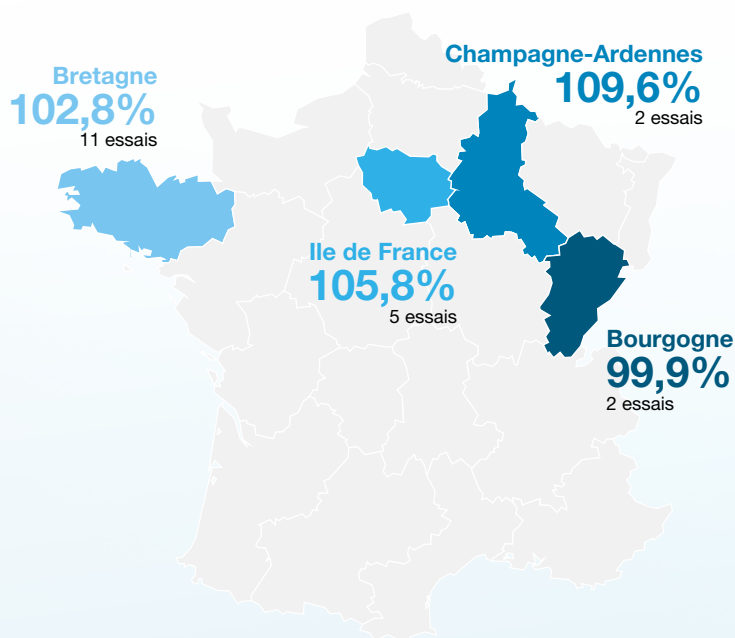 Bretagne
102,8%
11 essais
Champagne-Ardennes
109,6%
2 essais
Ile de France
105,8%
5 essais
Bourgogne
99,9%
2 essais